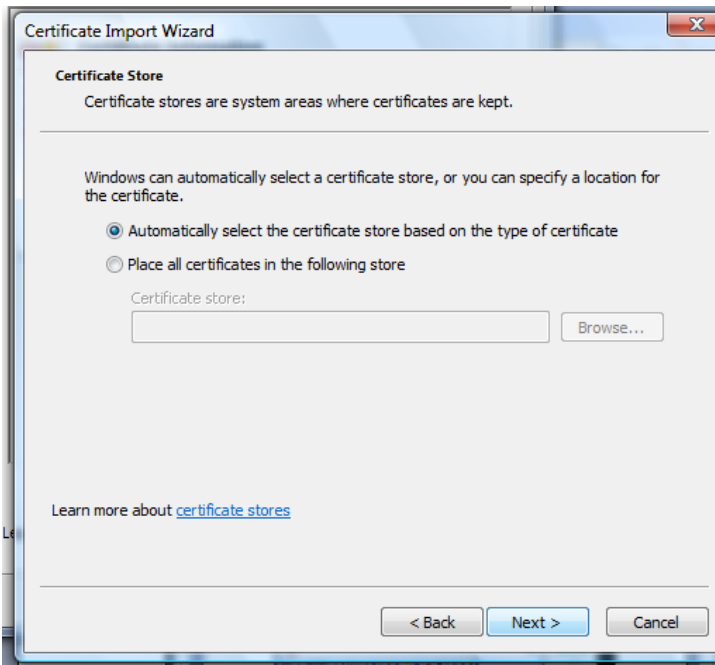 Certificate Import Wizard
Certificate Store
Certificate stores are system areas where certificates are kept.
Windows can automatically select a certificate store, or you can specify a location for
the certificate.
Automatically select the certificate store based on the type of certificate
Place all certificates in the following store
Certificate store:
Browse...
Learn more about certificate stores
< Back Next > Cancel